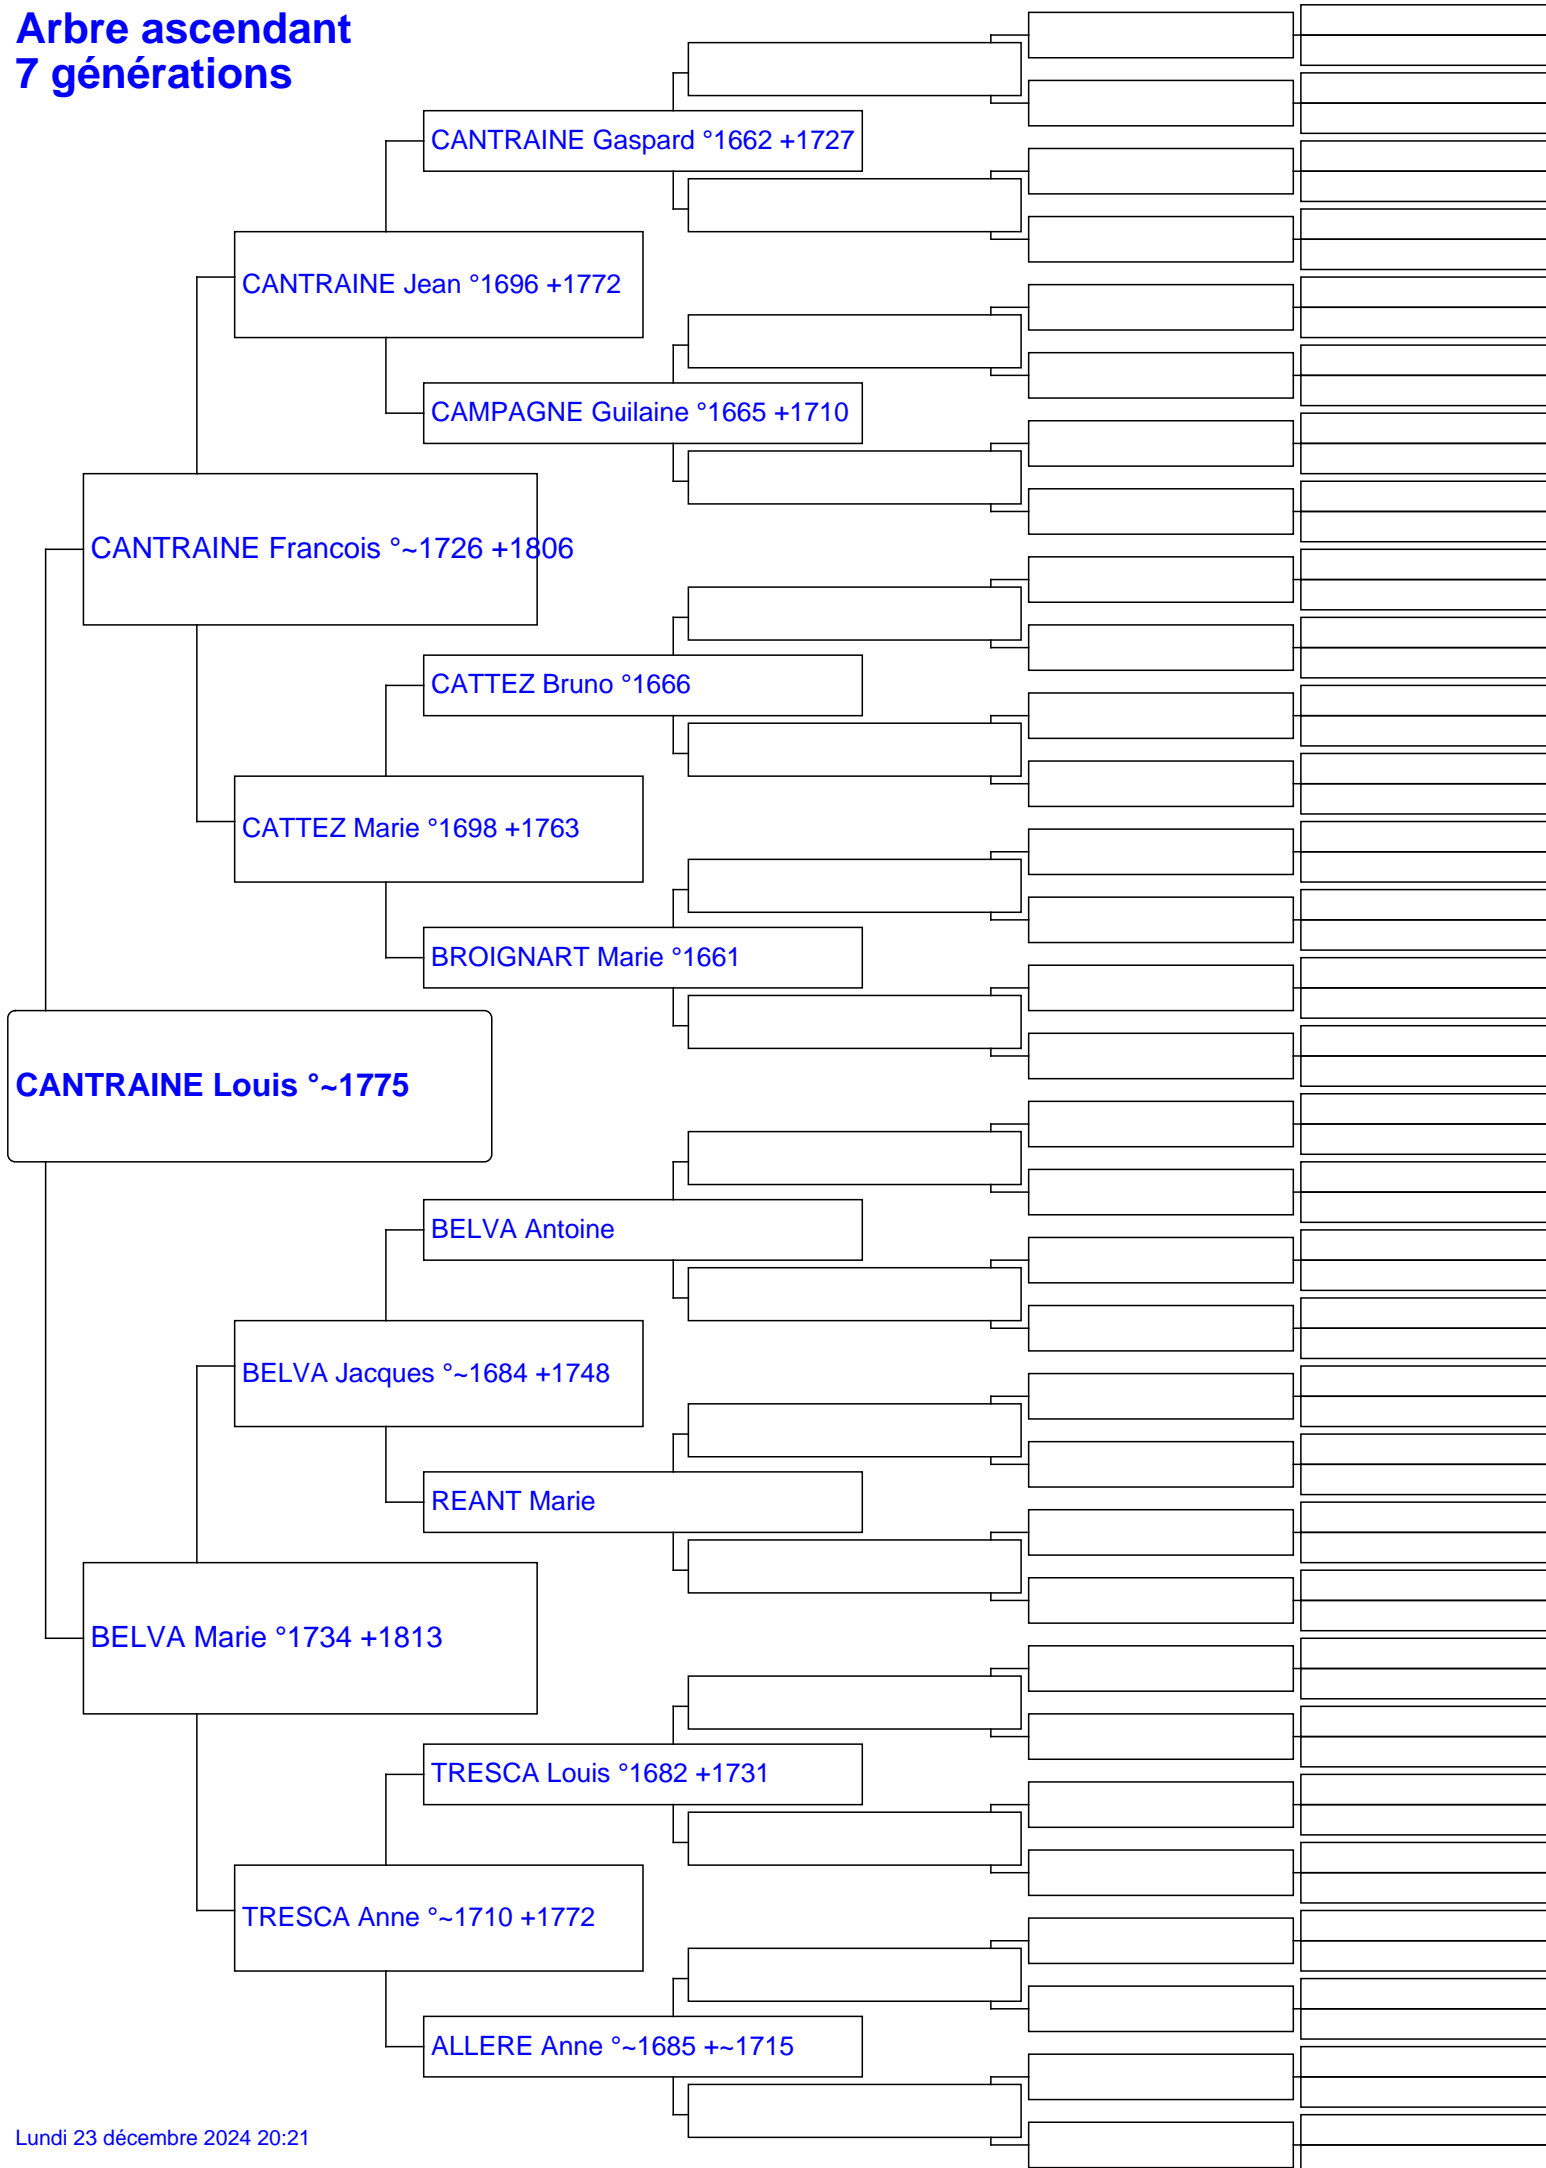 Arbre ascendant
7 générations
CANTRAINE Gaspard °1662 +1727
CANTRAINE Jean °1696 +1772
CAMPAGNE Guilaine °1665 +1710
CANTRAINE Francois °~1726 +1806
CATTEZ Bruno °1666
CATTEZ Marie °1698 +1763
BROIGNART Marie °1661
CANTRAINE Louis °~1775
BELVA Antoine
BELVA Jacques °~1684 +1748
REANT Marie
BELVA Marie °1734 +1813
TRESCA Louis °1682 +1731
TRESCA Anne °~1710 +1772
ALLERE Anne °~1685 +~1715
Lundi 23 décembre 2024 20:21